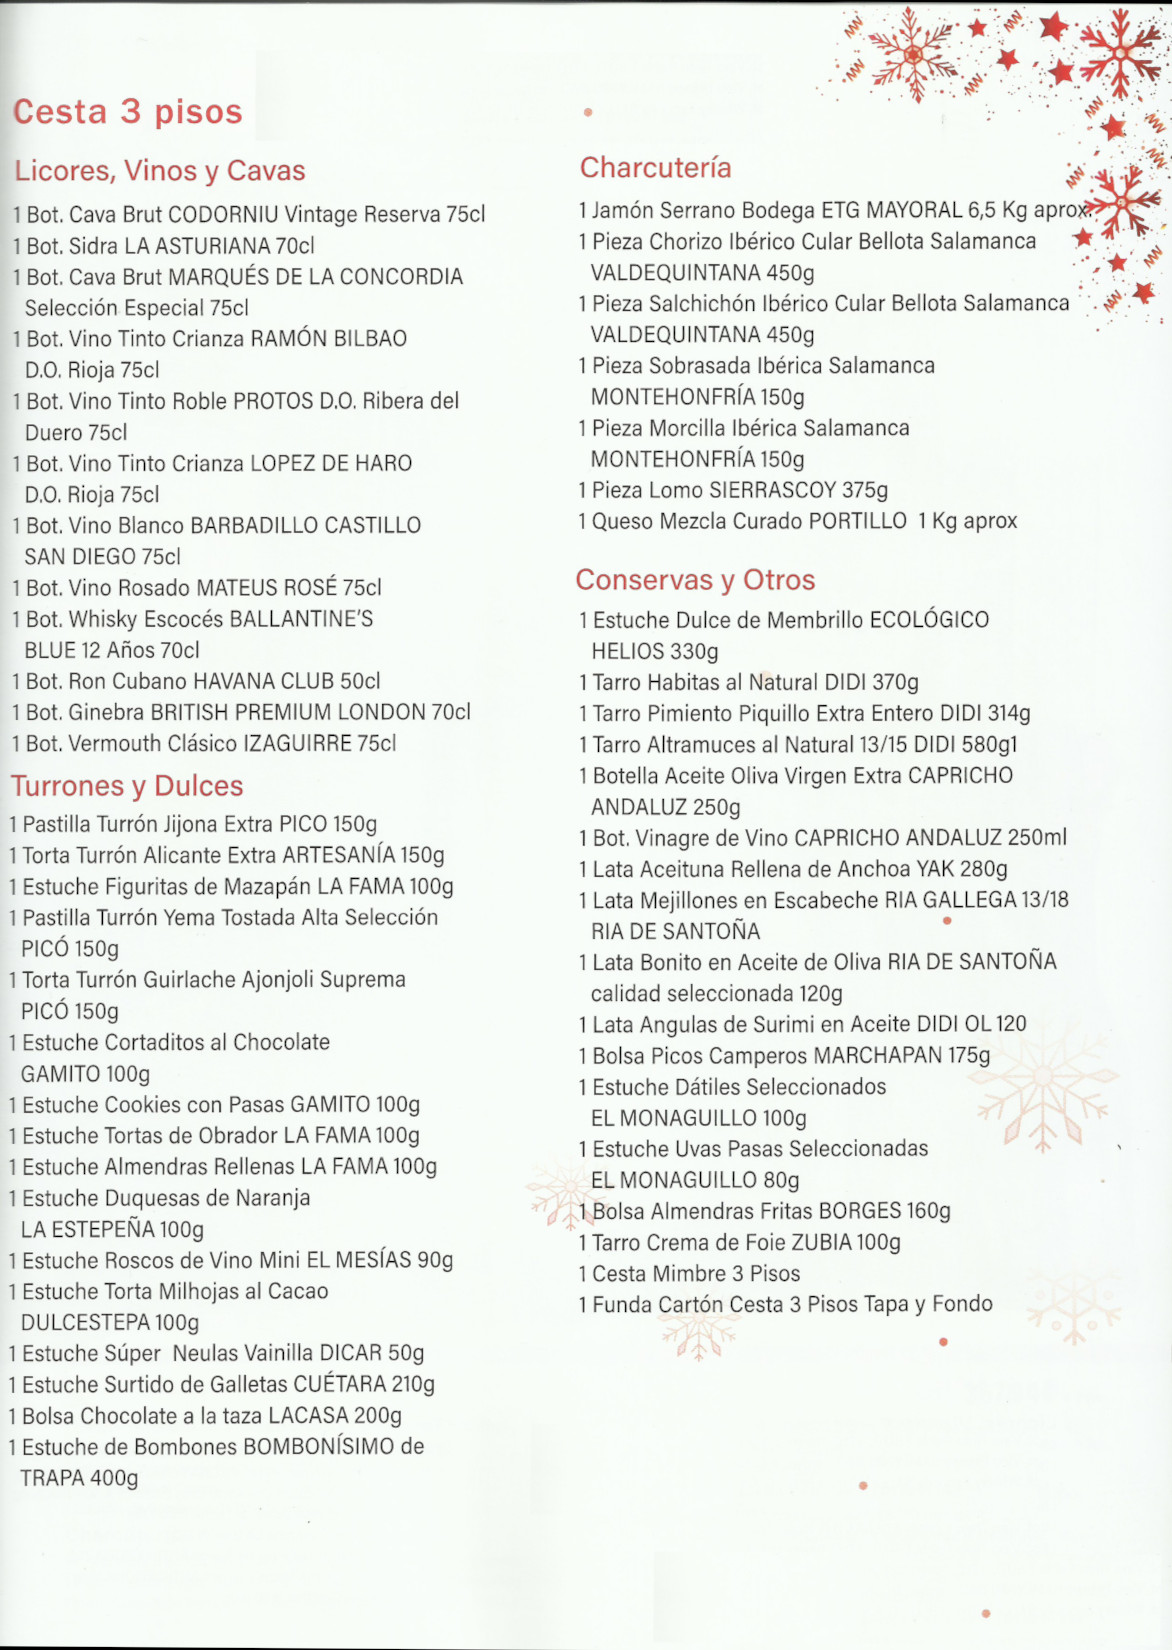 Cesta 3 pisos
Licores, Vinos y Cavas
1 Bot. Cava Brut CODORNIU Vintage Reserva 75cl
1 Bot. Sidra LA ASTURIANA 70cl
1 Bot. Cava Brut MARQUÉS DE LA CONCORDIA
Selección Especial 75cl
1 Bot. Vino Tinto Crianza RAMÓN BILBAO
D.O. Rioja 75cl
1 Bot. Vino Tinto Roble PROTOS D.O. Ribera del
Duero 75cl
1 Bot. Vino Tinto Crianza LOPEZ DE HARO
D.O. Rioja 75cl
1 Bot. Vino Blanco BARBADILLO CASTILLO
SAN DIEGO 75cl
1 Bot. Vino Rosado MATEUS ROSÉ 75cl
1 Bot. Whisky Escocés BALLANTINE'S
BLUE 12 Años 70cl
1 Bot. Ron Cubano HAVANA CLUB 50cl
1 Bot. Ginebra BRITISH PREMIUM LONDON 70cl
1 Bot. Vermouth Clásico IZAGUIRRE 75cl
Turrones y Dulces
1 Pastilla Turrón Jijona Extra PICO 150g
1 Torta Turrón Alicante Extra ARTESANÍA 150g
1 Estuche Figuritas de Mazapán LA FAMA 100g
1 Pastilla Turrón Yema Tostada Alta Selección
PICÓ 150g
1 Torta Turrón Guirlache Ajonjoli Suprema
PICÓ 150g
1 Estuche Cortaditos al Chocolate
GAMITO 100g
1 Estuche Cookies con Pasas GAMITO 100g
1 Estuche Tortas de Obrador LA FAMA 100g
1 Estuche Almendras Rellenas LA FAMA 100g
1 Estuche Duquesas de Naranja
LA ESTEPEÑA 100g
1 Estuche Roscos de Vino Mini EL MESÍAS 90g
1 Estuche Torta Milhojas al Cacao
DULCESTEPA 100g
1 Estuche Súper Neulas Vainilla DICAR 50g
1 Estuche Surtido de Galletas CUÉTARA 210g
1 Bolsa Chocolate a la taza LACASA 200g
1 Estuche de Bombones BOMBONÍSIMO de
TRAPA 400g
Charcutería
1 Jamón Serrano Bodega ETG MAYORAL 6,5 Kg aprox.
1 Pieza Chorizo Ibérico Cular Bellota Salamanca
VALDEQUINTANA 450g
1 Pieza Salchichón Ibérico Cular Bellota Salamanca
VALDEQUINTANA 450g
1 Pieza Sobrasada Ibérica Salamanca
MONTEHONFRÍA 150g
1 Pieza Morcilla Ibérica Salamanca
MONTEHONFRÍA 150g
1 Pieza Lomo SIERRASCOY 375g
1 Queso Mezcla Curado PORTILLO 1 Kg aprox
Conservas y Otros
1 Estuche Dulce de Membrillo ECOLÓGICO
HELIOS 330g
1 Tarro Habitas al Natural DIDI 370g
1 Tarro Pimiento Piquillo Extra Entero DIDI 314g
1 Tarro Altramuces al Natural 13/15 DIDI 580g1
1 Botella Aceite Oliva Virgen Extra CAPRICHO
ANDALUZ 250g
1 Bot. Vinagre de Vino CAPRICHO ANDALUZ 250ml
1 Lata Aceituna Rellena de Anchoa YAK 280g
1 Lata Mejillones en Escabeche RIA GALLEGA 13/18
RIA DE SANTOÑA
1 Lata Bonito en Aceite de Oliva RIA DE SANTOÑA
calidad seleccionada 120g
1 Lata Angulas de Surimi en Aceite DIDI OL 120
1 Bolsa Picos Camperos MARCHAPAN 175g
1 Estuche Dátiles Seleccionados
EL MONAGUILLO 100g
1 Estuche Uvas Pasas Seleccionadas
EL MONAGUILLO 80g
1 Bolsa Almendras Fritas BORGES 160g
1 Tarro Crema de Foie ZUBIA 100g
1 Cesta Mimbre 3 Pisos
1 Funda Cartón Cesta 3 Pisos Tapa y Fondo